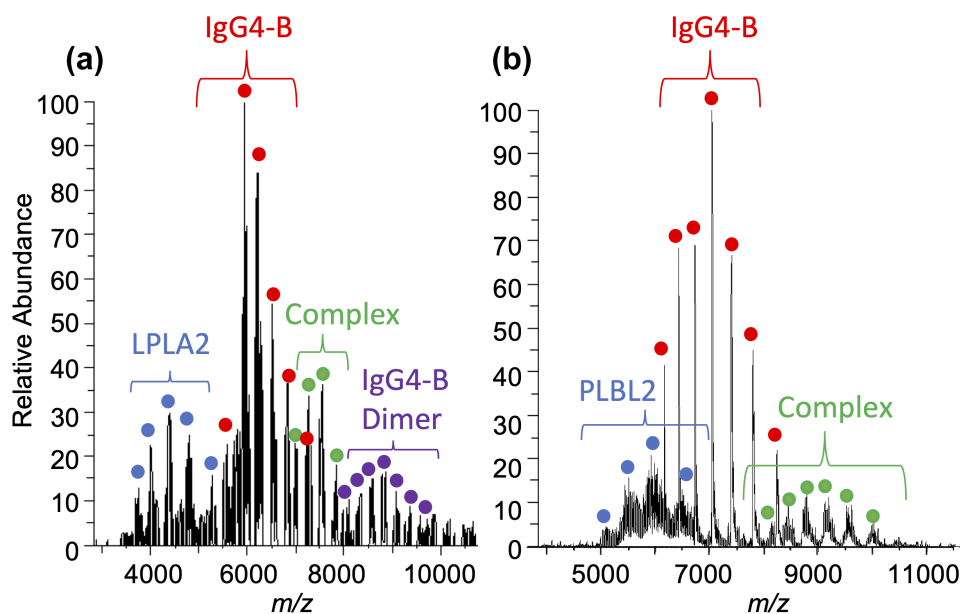 IgG4-B
(a)
100
90
80
70
60
50
40
30
20
10
0
Relative Abundance
LPLA2
Complex
IgG4-B
Dimer
4000
6000
8000
10000
m/z
IgG4-B
(b)
100
90
80
70
60
50
40
30
20
10
0
PLBL2
Complex
5000
7000
9000
11000
m/z